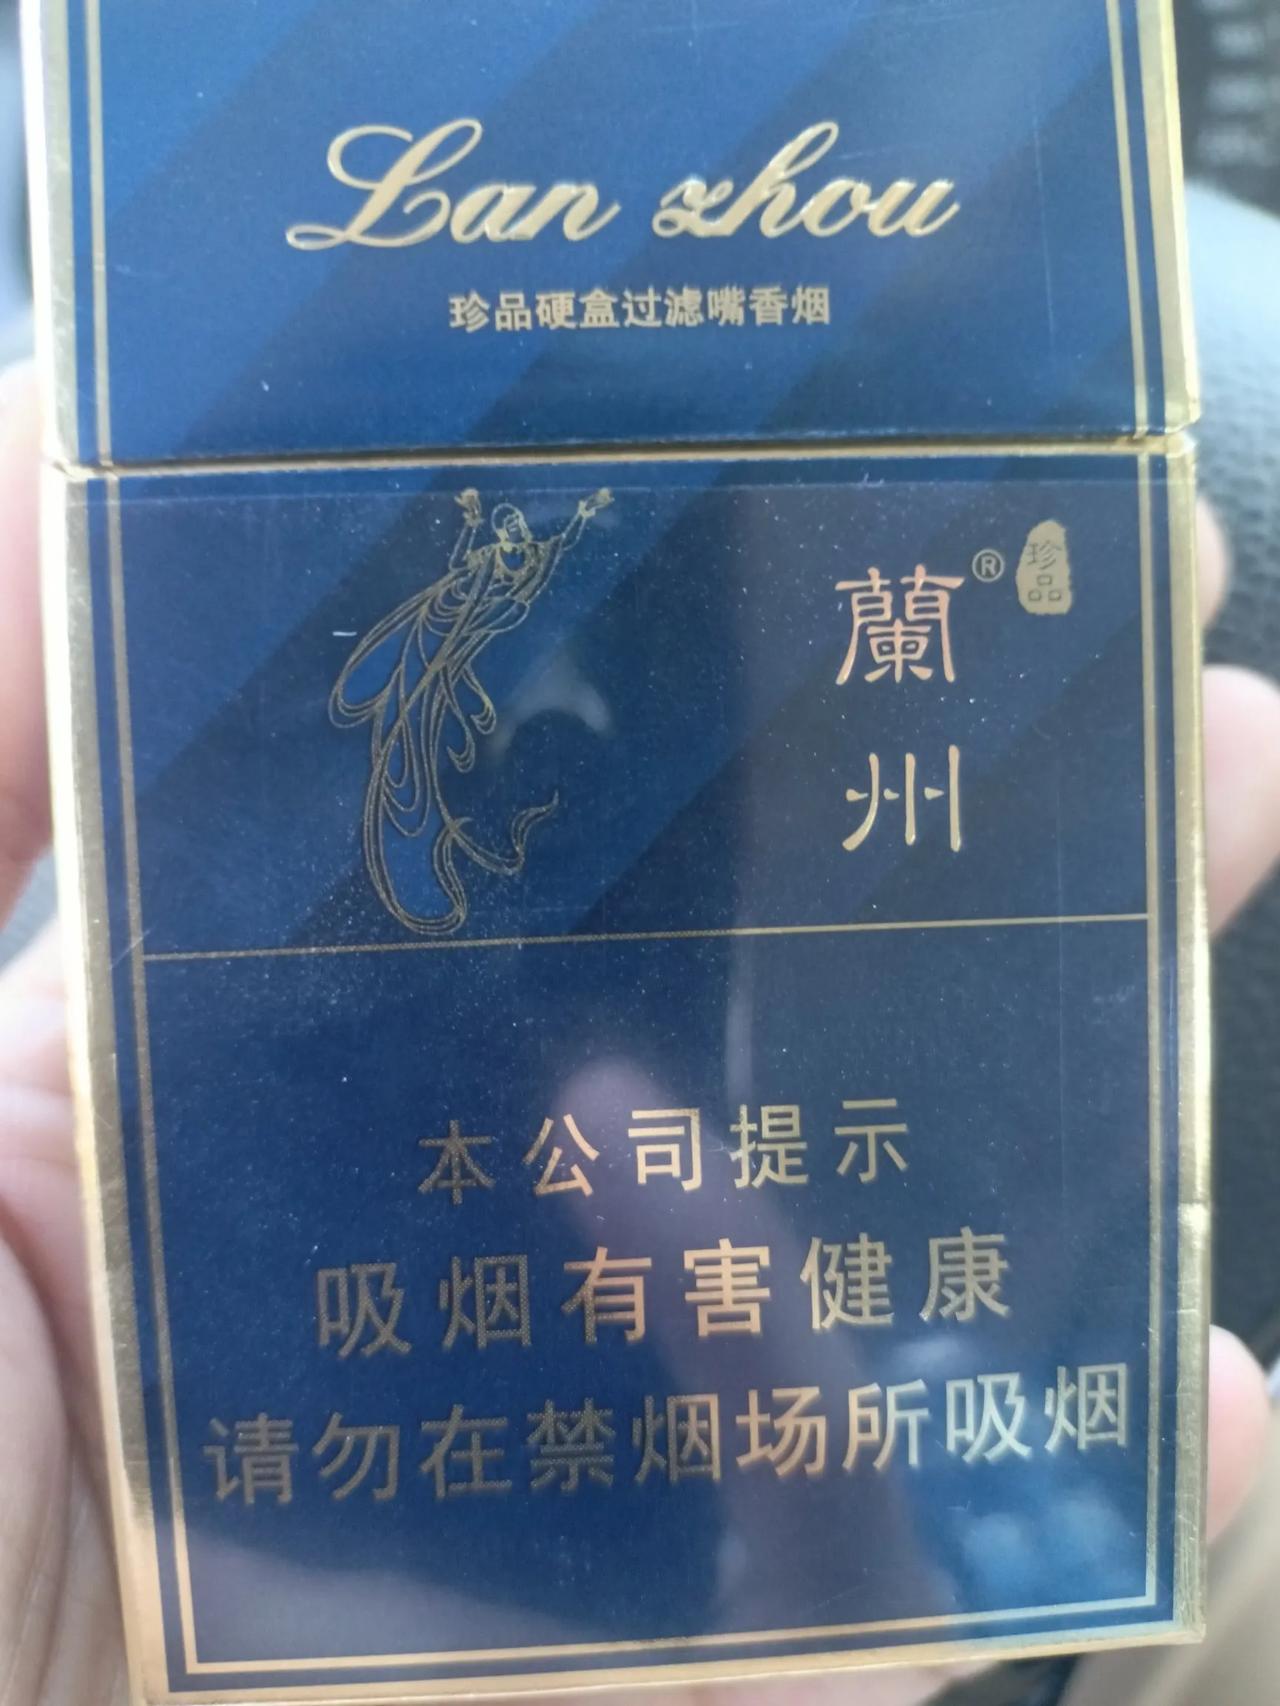 Lan zhou
珍品硬盒过滤嘴香烟
蘭州®
珍品
本公司提示
吸烟有害健康
请勿在禁烟场所吸烟